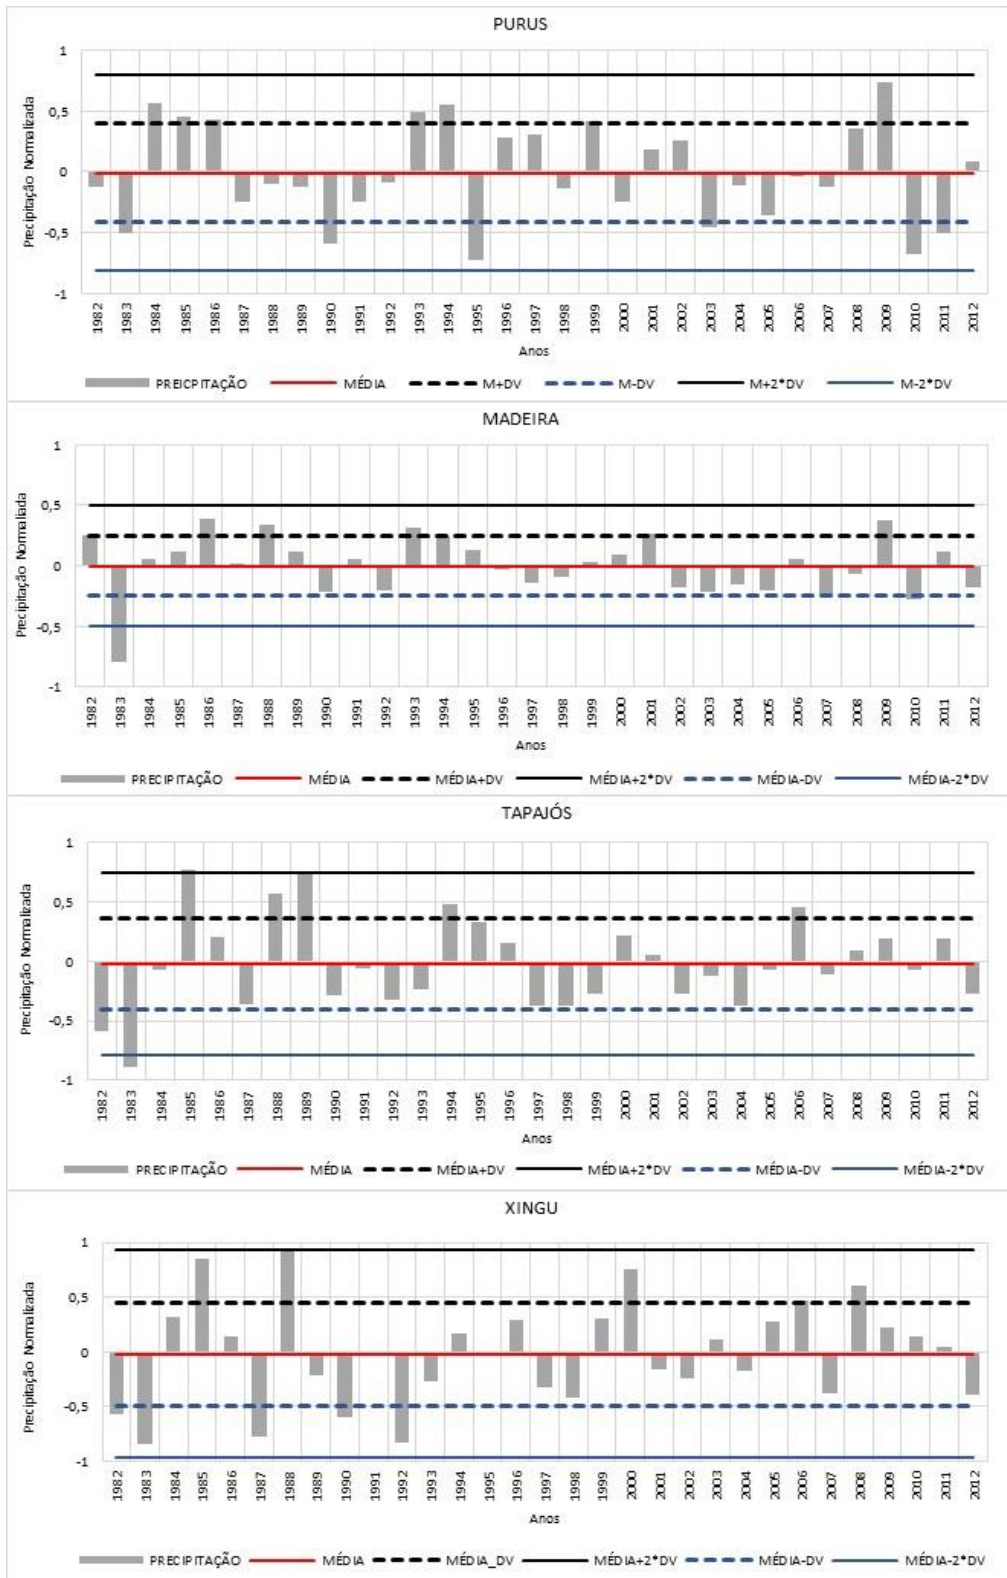 PURUS
Precipitação Normalizada
1
0,5
0
-0,5
-1
1982 1983 1984 1985 1986 1987 1988 1989 1990 1991 1992 1993 1994 1995 1996 1997 1998 1999 2000 2001 2002 2003 2004 2005 2006 2007 2008 2009 2010 2011 2012
Anos
PREICPITAÇÃO MÉDIA M+DV M-DV M+2*DV M-2*DV
MADEIRA
Precipitação Normaliada
1
0,5
0
-0,5
-1
1982 1983 1984 1985 1986 1987 1988 1989 1990 1991 1992 1993 1994 1995 1996 1997 1998 1999 2000 2001 2002 2003 2004 2005 2006 2007 2008 2009 2010 2011 2012
Anos
PRECIPITAÇÃO MÉDIA MÉDIA+DV MÉDIA+2*DV MÉDIA-DV MÉDIA-2*DV
TAPAJÓS
Precipitação Normalizada
1
0,5
0
-0,5
-1
1982 1983 1984 1985 1986 1987 1988 1989 1990 1991 1992 1993 1994 1995 1996 1997 1998 1999 2000 2001 2002 2003 2004 2005 2006 2007 2008 2009 2010 2011 2012
Anos
PRECIPITAÇÃO MÉDIA MÉDIA+DV MÉDIA+2*DV MÉDIA-DV MÉDIA-2*DV
XINGU
Precipitação Normalizada
1
0,5
0
-0,5
-1
1982 1983 1984 1985 1986 1987 1988 1989 1990 1991 1992 1993 1994 1995 1996 1997 1998 1999 2000 2001 2002 2003 2004 2005 2006 2007 2008 2009 2010 2011 2012
Anos
PRECIPITAÇÃO MÉDIA MÉDIA_DV MÉDIA+2*DV MÉDIA-DV MÉDIA-2*DV